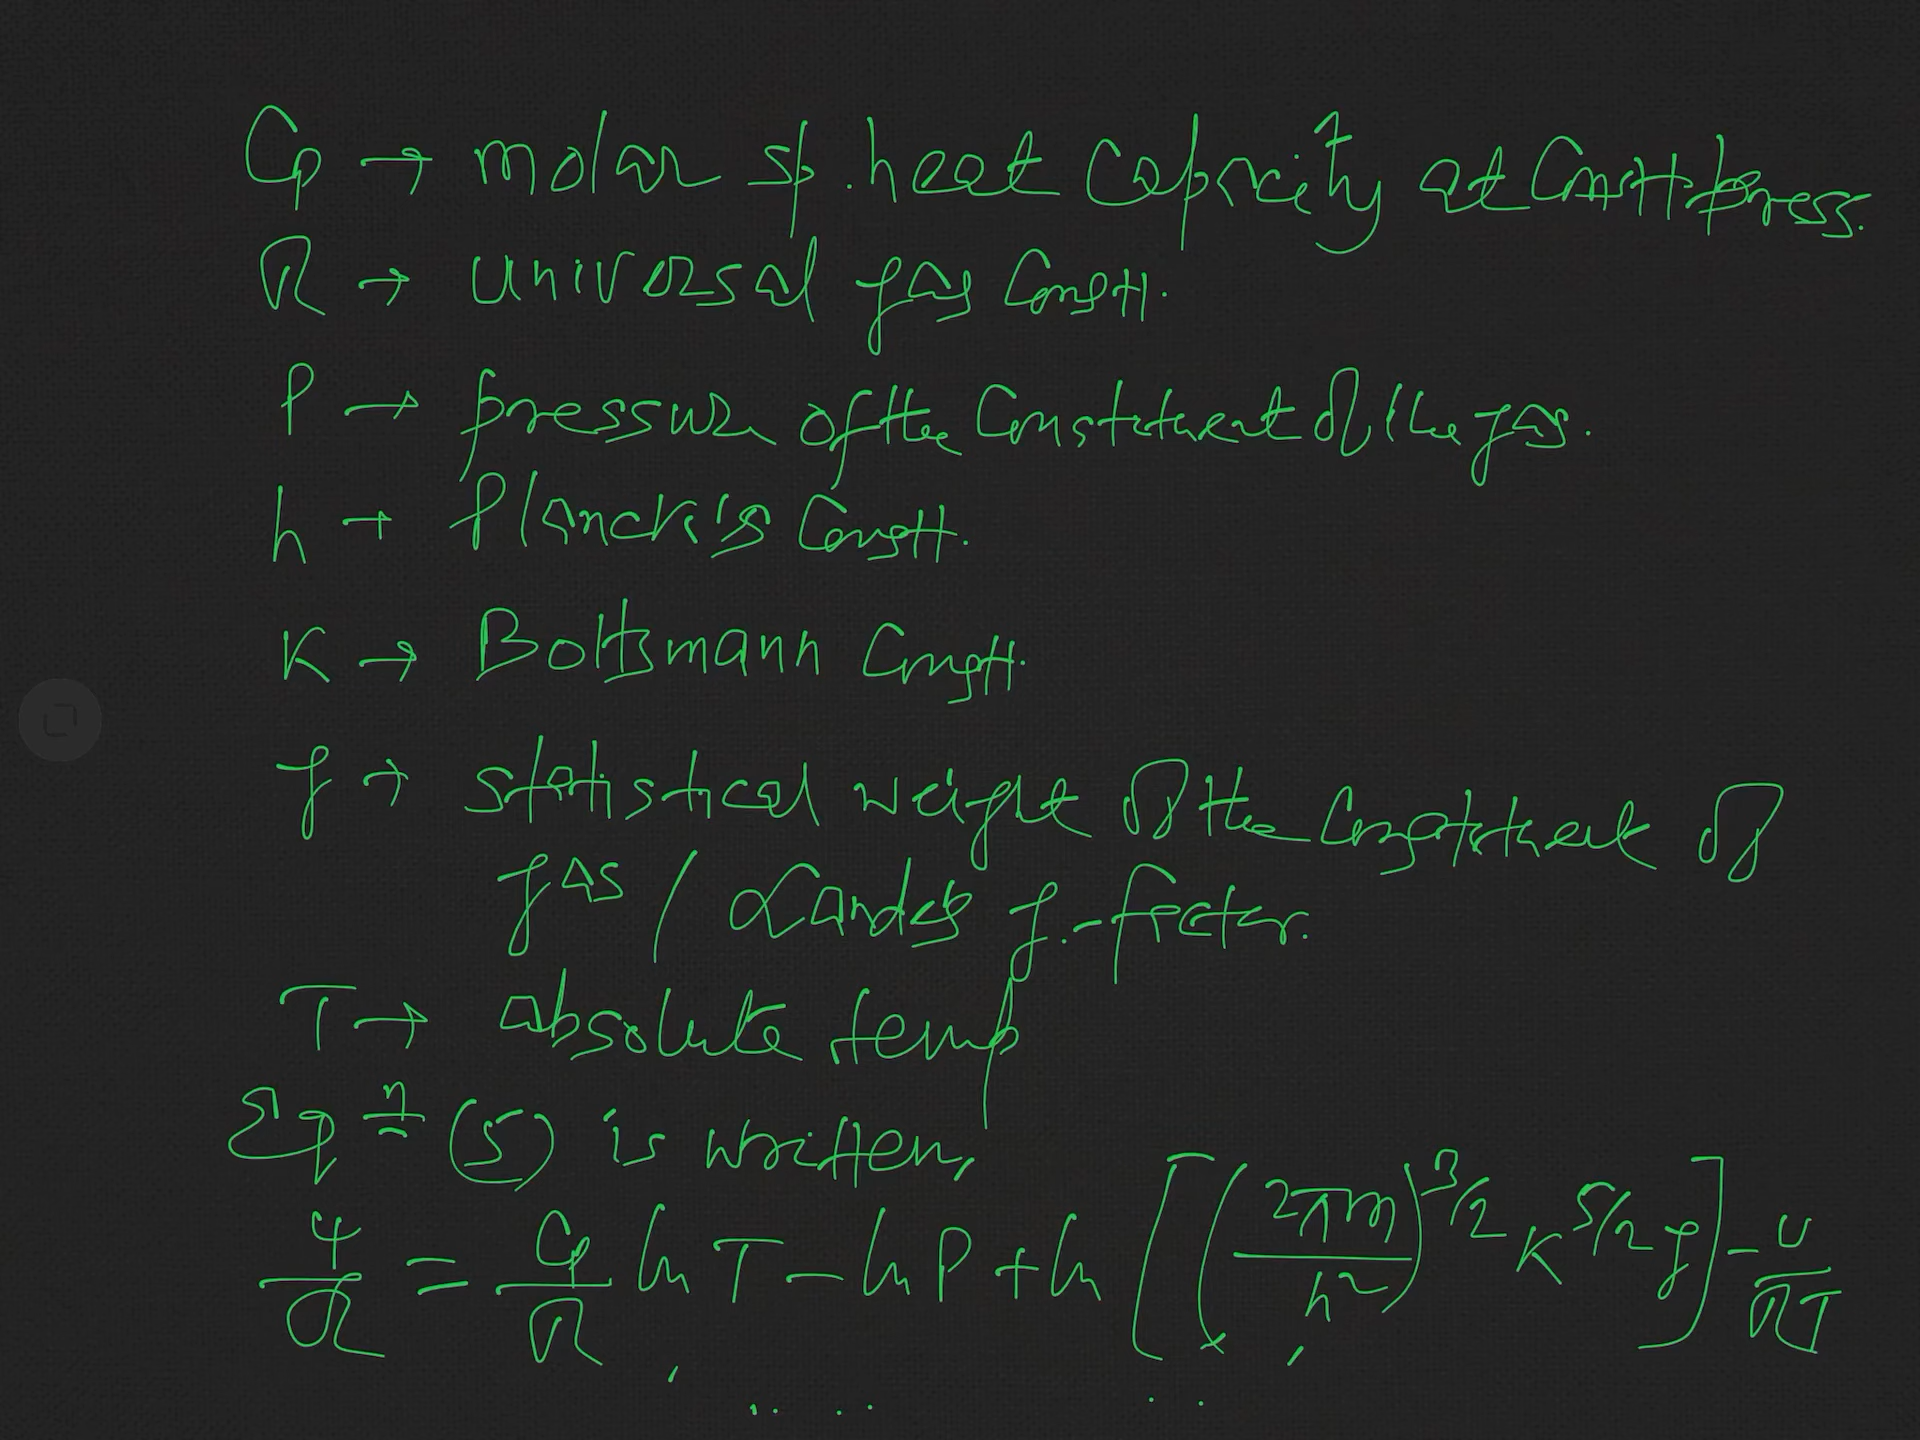 Cp → molar sp. heat capacity at Constt. press.
R → universal gas Constt.
P → pressure of the Constituent of the gas.
h → Planck's Constt.
K → Boltsmann Constt.
g → statistical weight of the Constituent of
gas / Lande's g-factor.
T → absolute temp
Eqⁿ (5) is written,
ψ/R = Cp/R ln T − ln P + ln [(2πm/h²)^3/2 K^5/2 g] − U/RT